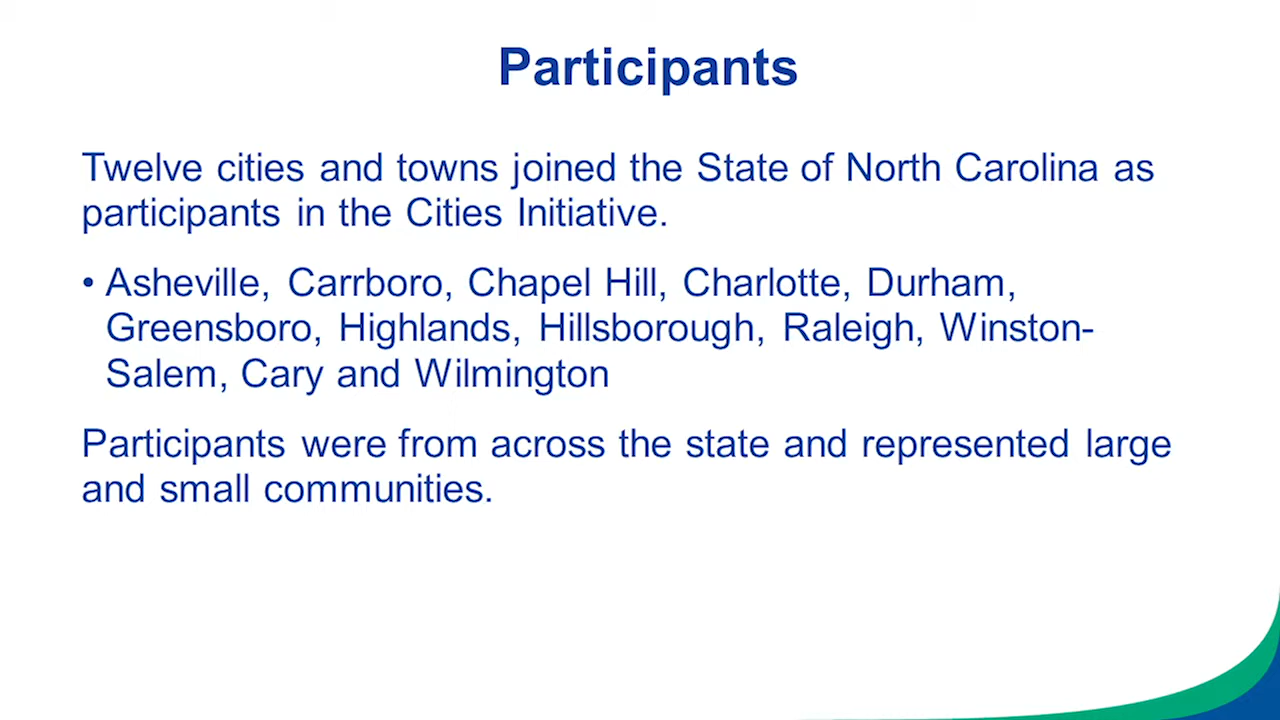 Participants
Twelve cities and towns joined the State of North Carolina as
participants in the Cities Initiative.
• Asheville, Carrboro, Chapel Hill, Charlotte, Durham,
Greensboro, Highlands, Hillsborough, Raleigh, Winston-
Salem, Cary and Wilmington
Participants were from across the state and represented large
and small communities.